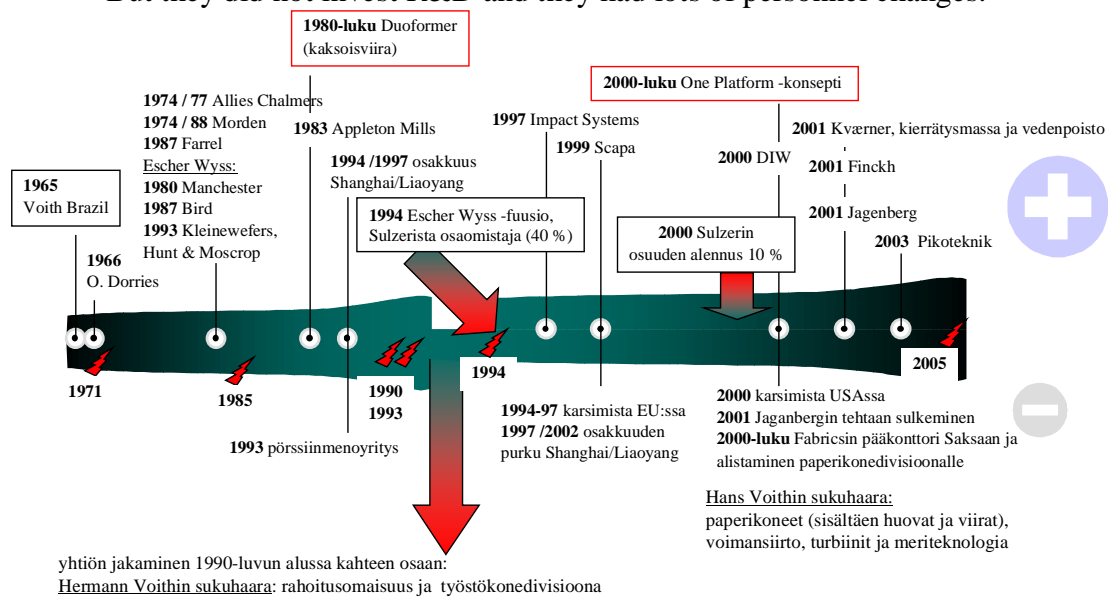 But they did not invest R&D and they had lots of personnel changes.
1980-luku Duoformer
(kaksoisviira)
2000-luku One Platform -konsepti
1974 / 77 Allies Chalmers
1974 / 88 Morden
1987 Farrel
Escher Wyss:
1980 Manchester
1987 Bird
1993 Kleinewefers,
Hunt & Moscrop
1983 Appleton Mills
1994 /1997 osakkuus
Shanghai/Liaoyang
1997 Impact Systems
1999 Scapa
2000 DIW
2001 Kværner, kierrätysmassa ja vedenpoisto
2001 Finckh
2001 Jagenberg
2003 Pikoteknik
1965
Voith Brazil
1966
O. Dorries
1994 Escher Wyss -fuusio,
Sulzerista osaomistaja (40 %)
2000 Sulzerin
osuuden alennus 10 %
1971
1985
1990
1993
1994
2005
1993 pörssiinmenoyritys
1994-97 karsimista EU:ssa
1997 /2002 osakkuuden
purku Shanghai/Liaoyang
2000 karsimista USAssa
2001 Jaganbergin tehtaan sulkeminen
2000-luku Fabricsin pääkonttori Saksaan ja
alistaminen paperikonedivisioonalle
Hans Voithin sukuhaara:
paperikoneet (sisältäen huovat ja viirat),
voimansiirto, turbiinit ja meriteknologia
yhtiön jakaminen 1990-luvun alussa kahteen osaan:
Hermann Voithin sukuhaara: rahoitusomaisuus ja työstökonedivisioona